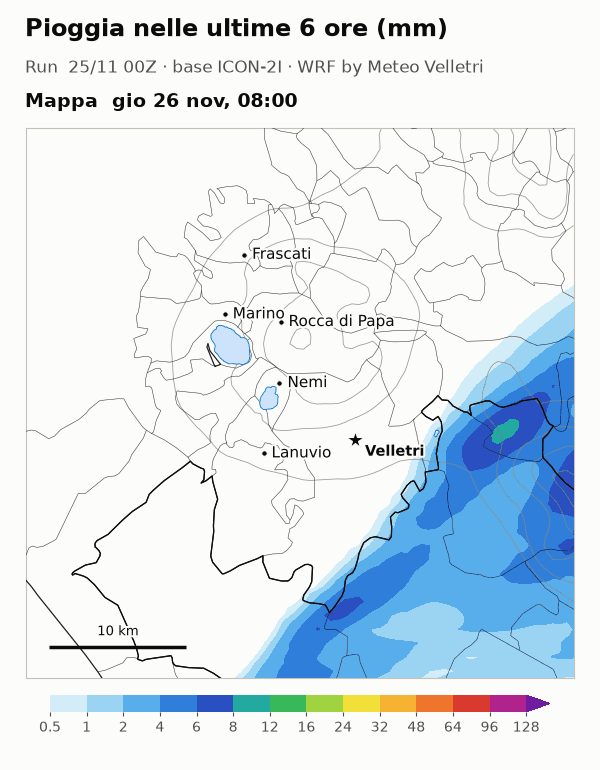 Pioggia nelle ultime 6 ore (mm)
Run  25/11 00Z · base ICON-2I · WRF by Meteo Velletri
Mappa  gio 26 nov, 08:00
Frascati
Marino
Rocca di Papa
Nemi
Velletri
Lanuvio
10 km
0.5 1 2 4 6 8 12 16 24 32 48 64 96 128